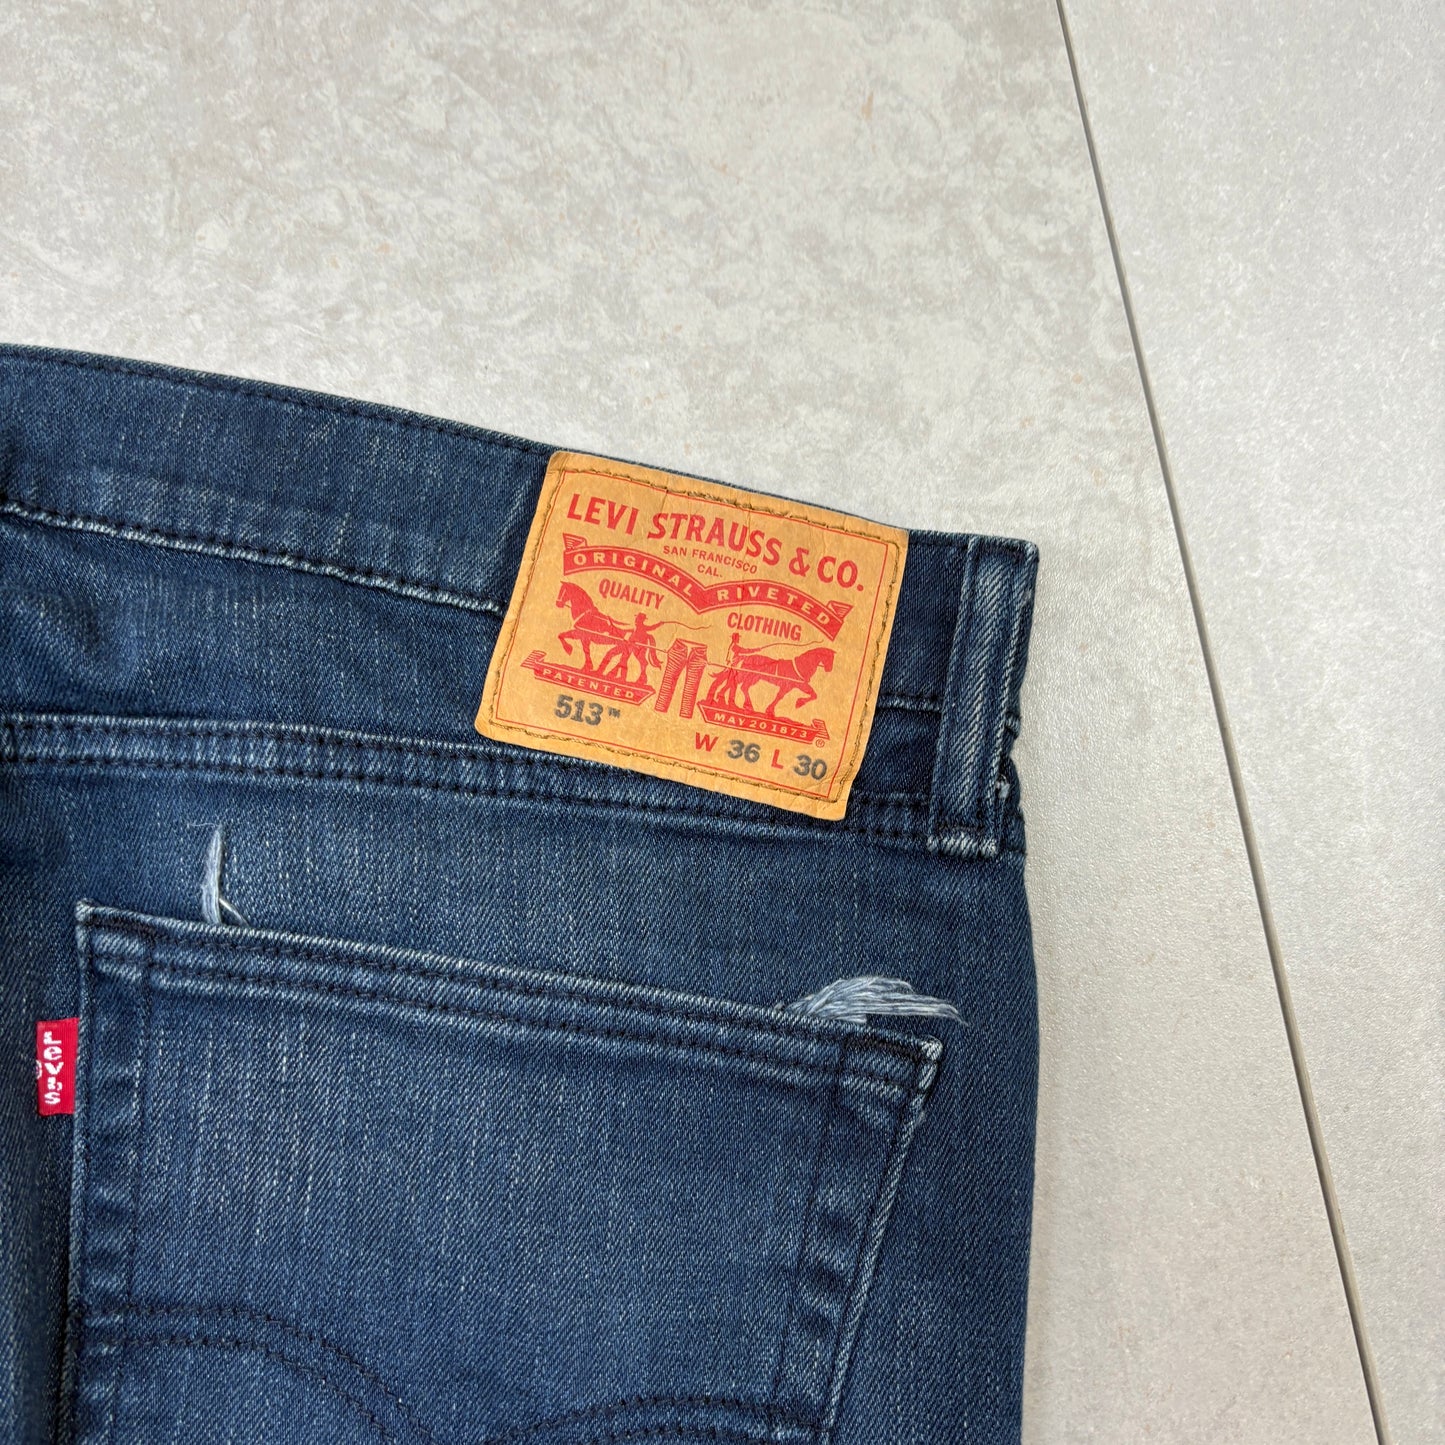 LEVI STRAUSS & CO.
SAN FRANCISCO
CAL.
ORIGINAL RIVETED
QUALITY CLOTHING
PATENTED
MAY 20 1873 ®
513™
W 36 L 30
LEVI'S
®